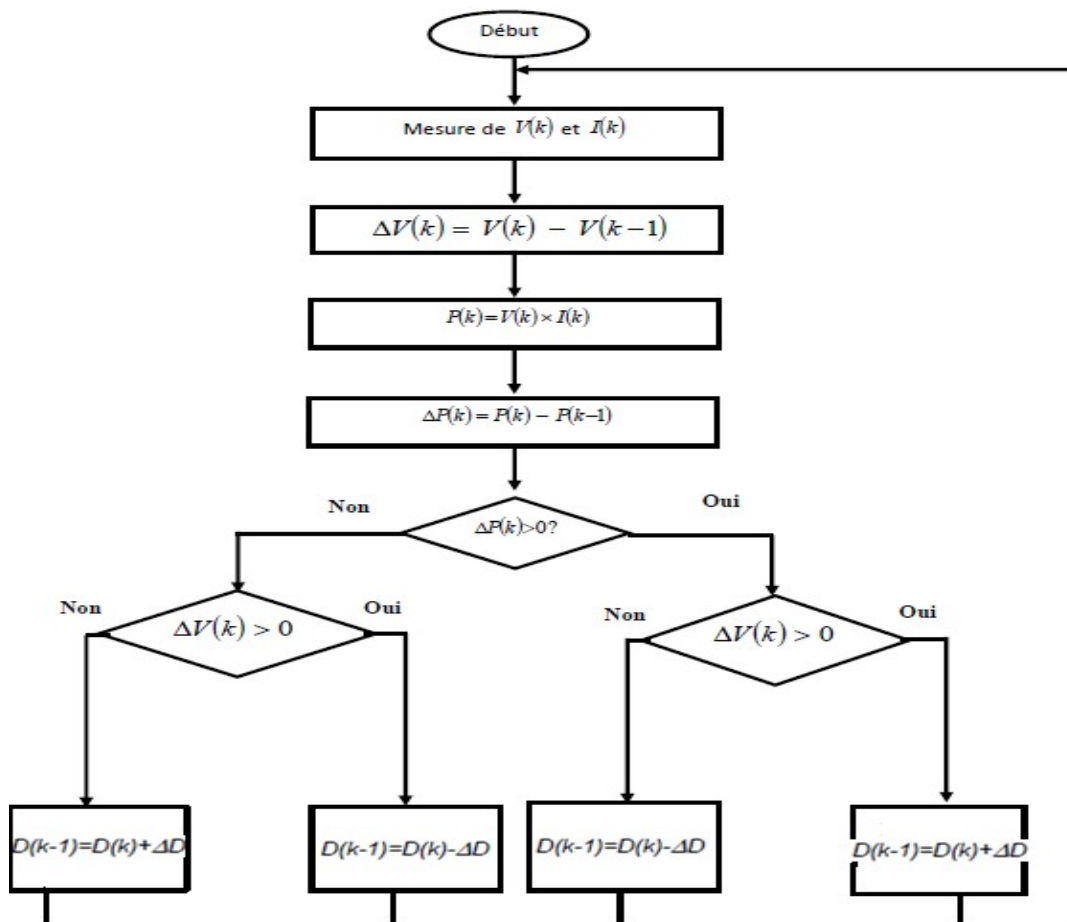 Début
Mesure de V(k) et I(k)
ΔV(k) = V(k) − V(k−1)
P(k)=V(k)×I(k)
ΔP(k)=P(k)−P(k−1)
Non
Oui
ΔP(k)>0?
Non
Oui
ΔV(k) > 0
Non
Oui
ΔV(k) > 0
D(k-1)=D(k)+ΔD
D(k-1)=D(k)-ΔD
D(k-1)=D(k)-ΔD
D(k-1)=D(k)+ΔD